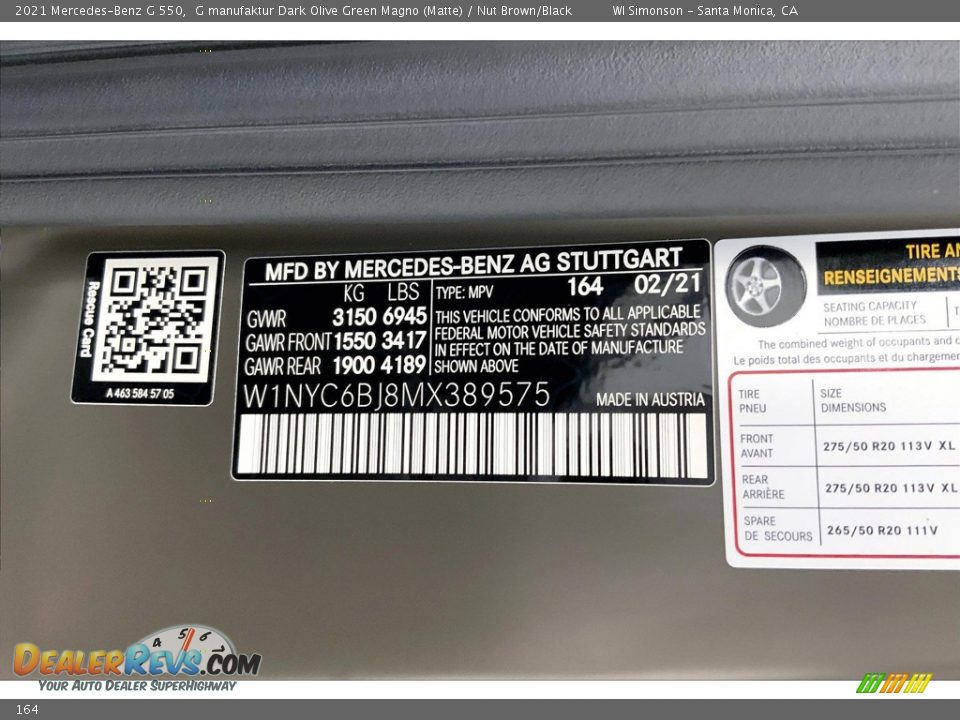 2021 Mercedes-Benz G 550,  G manufaktur Dark Olive Green Magno (Matte) / Nut Brown/Black    WI Simonson - Santa Monica, CA
Rescue Card
A 463 584 57 05
MFD BY MERCEDES-BENZ AG STUTTGART
KG LBS
GWR 3150 6945
GAWR FRONT 1550 3417
GAWR REAR 1900 4189
TYPE: MPV 164 02/21
THIS VEHICLE CONFORMS TO ALL APPLICABLE
FEDERAL MOTOR VEHICLE SAFETY STANDARDS
IN EFFECT ON THE DATE OF MANUFACTURE
SHOWN ABOVE
W1NYC6BJ8MX389575 MADE IN AUSTRIA
TIRE
RENSEIGNEMENTS
SEATING CAPACITY
NOMBRE DE PLACES
The combined weight of occupants and
Le poids total des occupants et du
TIRE SIZE
PNEU DIMENSIONS
FRONT
AVANT 275/50 R20 113V XL
REAR
ARRIÈRE 275/50 R20 113V XL
SPARE
DE SECOURS 265/50 R20 111V
4 5 6
DealerRevs.com
Your Auto Dealer SuperHighway
164